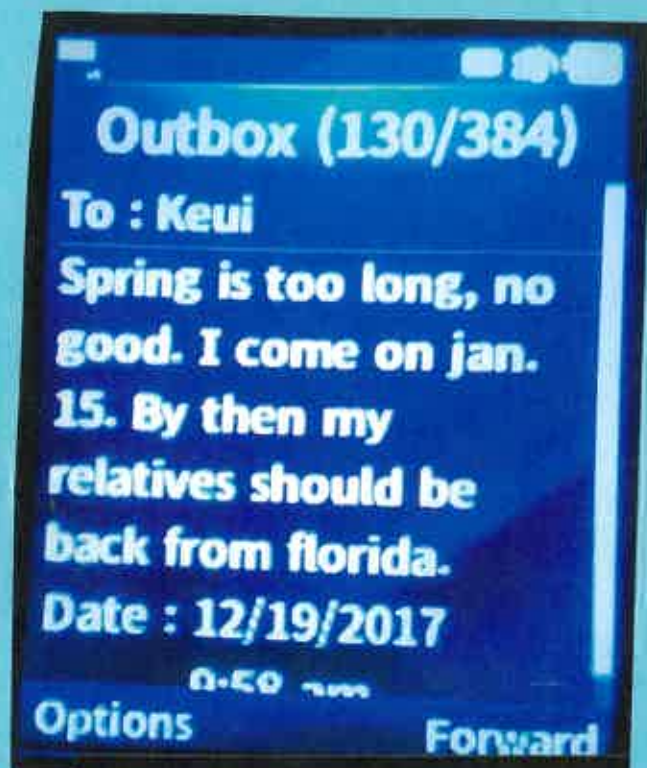 Outbox (130/384)
To : Keui
Spring is too long, no
good. I come on jan.
15. By then my
relatives should be
back from florida.
Date : 12/19/2017
Options
Forward